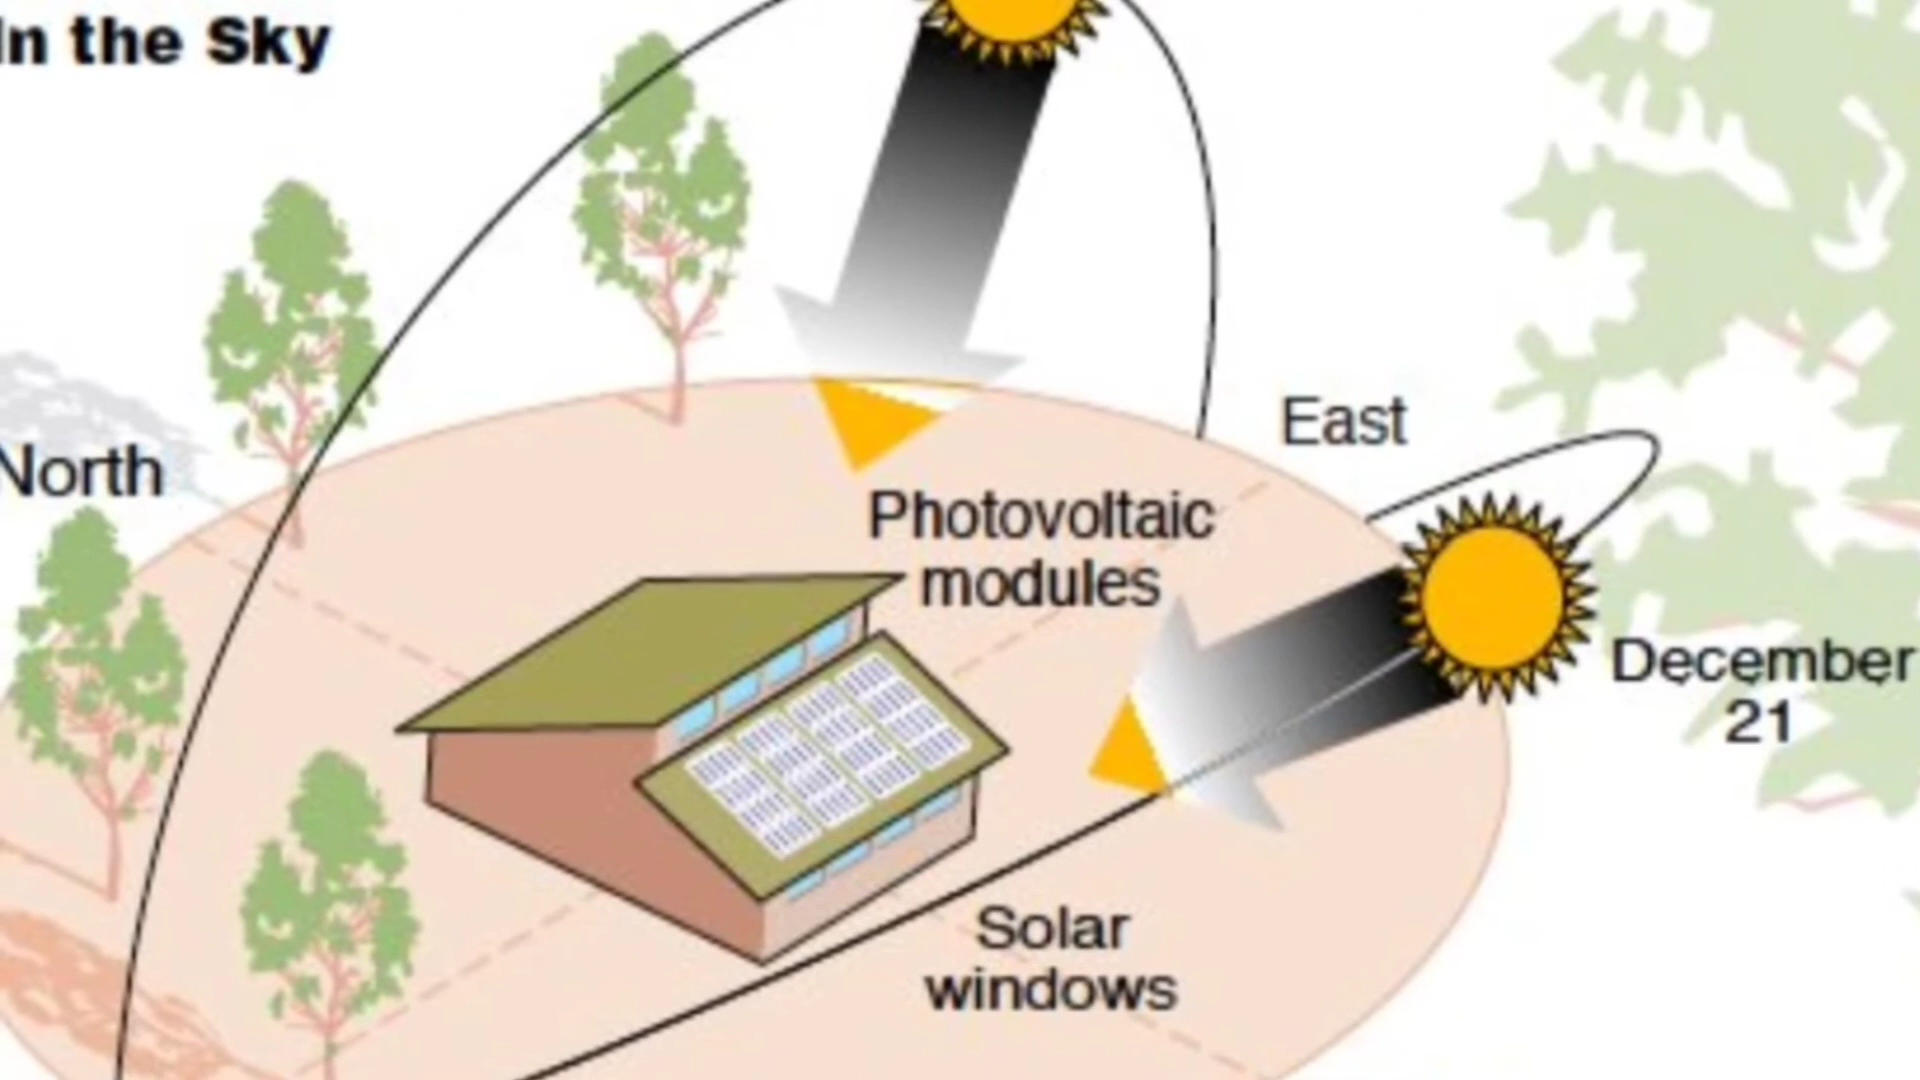 In the Sky
East
North
Photovoltaic
modules
December
21
Solar
windows